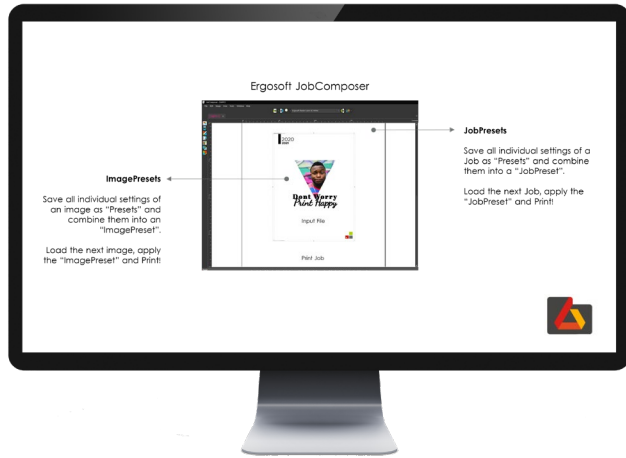 Ergosoft JobComposer
2020
Dont Worry
Print Happy
Input File
Print Job
ImagePresets
Save all individual settings of
an image as “Presets” and
combine them into an
“ImagePreset”.
Load the next image, apply
the “ImagePreset” and Print!
JobPresets
Save all individual settings of a
Job as “Presets” and combine
them into a “JobPreset”.
Load the next Job, apply the
“JobPreset” and Print!